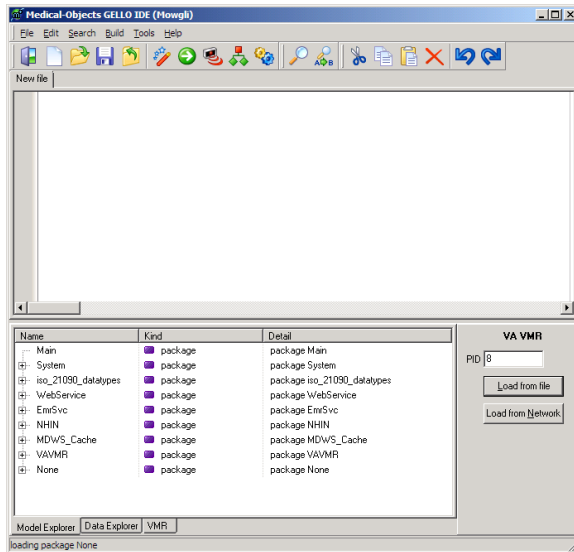 Medical-Objects GELLO IDE (Mowgli)
File Edit Search Build Tools Help
New file
Name Kind Detail
Main package package Main
System package package System
iso_21090_datatypes package package iso_21090_datatypes
WebService package package WebService
EmrSvc package package EmrSvc
NHIN package package NHIN
MDWS_Cache package package MDWS_Cache
VAVMR package package VAVMR
None package package None
VA VMR
PID 8
Load from file
Load from Network
Model Explorer Data Explorer VMR
loading package None